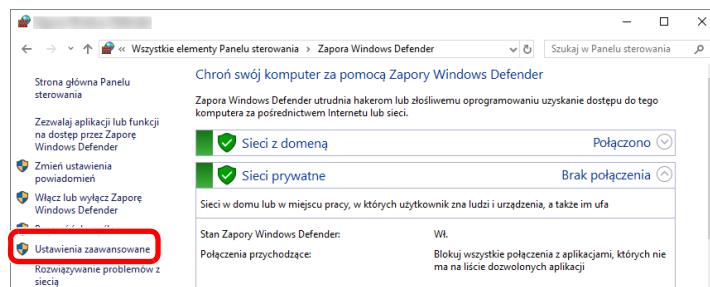 « Wszystkie elementy Panelu sterowania › Zapora Windows Defender
Szukaj w Panelu sterowania
Strona główna Panelu
sterowania
Zezwalaj aplikacji lub funkcji
na dostęp przez Zaporę
Windows Defender
Zmień ustawienia
powiadomień
Włącz lub wyłącz Zaporę
Windows Defender
Ustawienia zaawansowane
Rozwiązywanie problemów z
siecią
Chroń swój komputer za pomocą Zapory Windows Defender
Zapora Windows Defender utrudnia hakerom lub złośliwemu oprogramowaniu uzyskanie dostępu do tego
komputera za pośrednictwem Internetu lub sieci.
Sieci z domeną Połączono
Sieci prywatne Brak połączenia
Sieci w domu lub w miejscu pracy, w których użytkownik zna ludzi i urządzenia, a także im ufa
Stan Zapory Windows Defender: Wł.
Połączenia przychodzące: Blokuj wszystkie połączenia z aplikacjami, których nie
ma na liście dozwolonych aplikacji